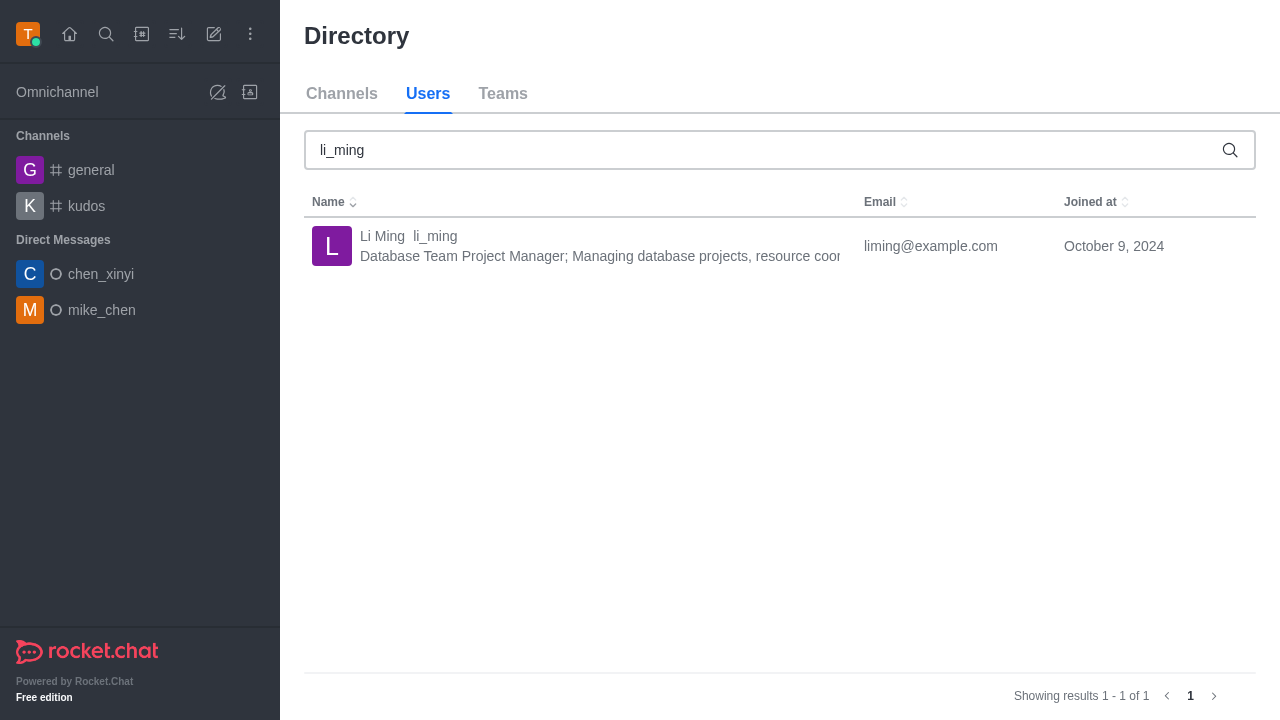 T
Directory
Omnichannel
Channels
G general
K kudos
Direct Messages
C chen_xinyi
M mike_chen
rocket.chat
Powered by Rocket.Chat
Free edition
Channels Users Teams
li_ming
Name Email Joined at
L Li Ming li_ming
Database Team Project Manager; Managing database projects, resource coor
liming@example.com October 9, 2024
Showing results 1 - 1 of 1 1